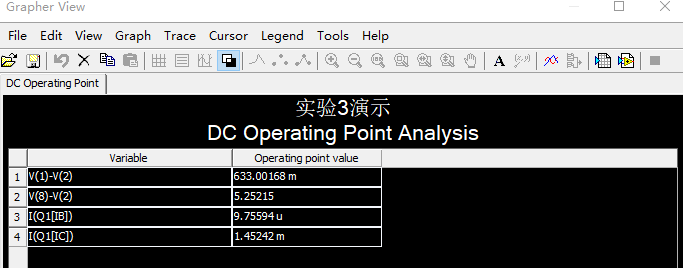 Grapher View
File Edit View Graph Trace Cursor Legend Tools Help
DC Operating Point
实验3演示
DC Operating Point Analysis
Variable Operating point value
1 V(1)-V(2) 633.00168 m
2 V(8)-V(2) 5.25215
3 I(Q1[IB]) 9.75594 u
4 I(Q1[IC]) 1.45242 m